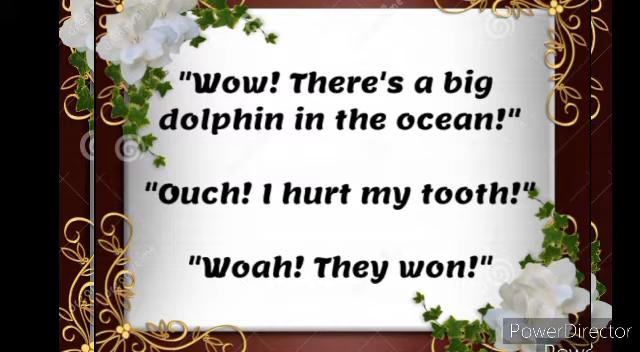 "Wow! There's a big
dolphin in the ocean!"
"Ouch! I hurt my tooth!"
"Woah! They won!"
PowerDirector